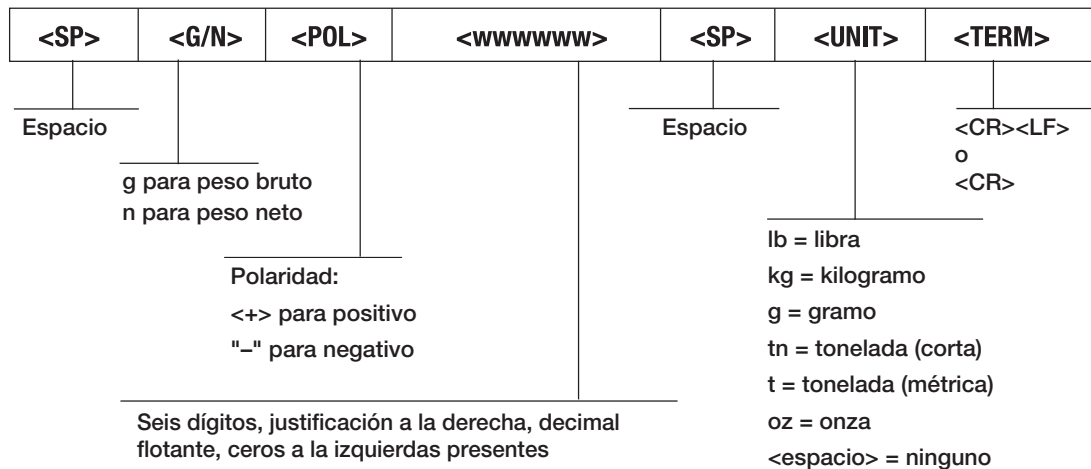 <SP> <G/N> <POL> <wwwwww> <SP> <UNIT> <TERM>
Espacio
g para peso bruto
n para peso neto
Polaridad:
<+> para positivo
"–" para negativo
Seis dígitos, justificación a la derecha, decimal
flotante, ceros a la izquierdas presentes
Espacio
lb = libra
kg = kilogramo
g = gramo
tn = tonelada (corta)
t = tonelada (métrica)
oz = onza
<espacio> = ninguno
<CR><LF>
o
<CR>